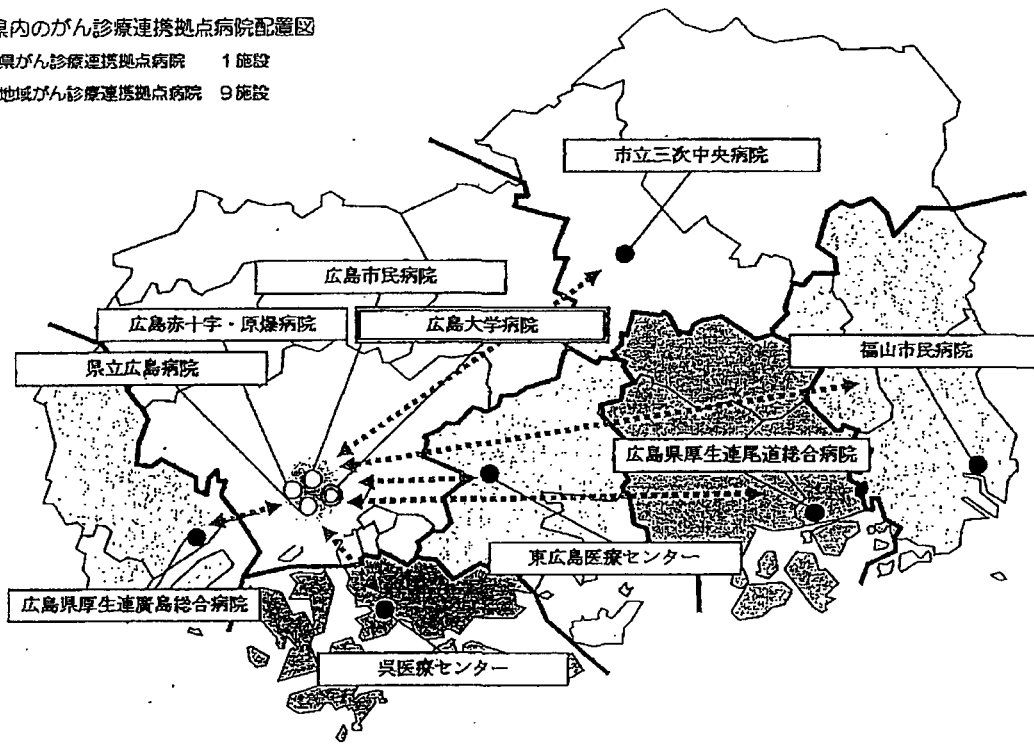 県内のがん診療連携拠点病院配置図
県がん診療連携拠点病院 1施設
地域がん診療連携拠点病院 9施設
市立三次中央病院
広島市民病院
広島赤十字・原爆病院
広島大学病院
県立広島病院
福山市民病院
広島県厚生連尾道総合病院
東広島医療センター
広島県厚生連廣島総合病院
呉医療センター